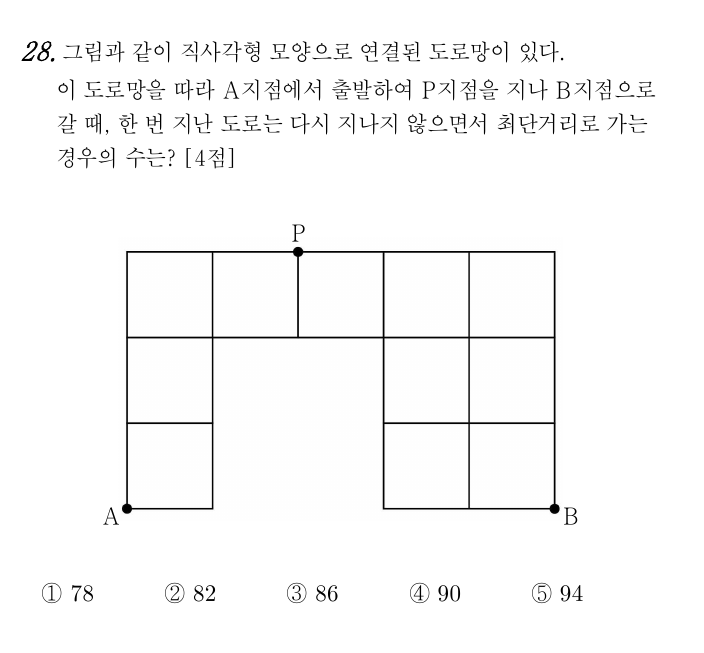 28. 그림과 같이 직사각형 모양으로 연결된 도로망이 있다.
이 도로망을 따라 A지점에서 출발하여 P지점을 지나 B지점으로
갈 때, 한 번 지난 도로는 다시 지나지 않으면서 최단거리로 가는
경우의 수는? [4점]
P
A
B
① 78 ② 82 ③ 86 ④ 90 ⑤ 94